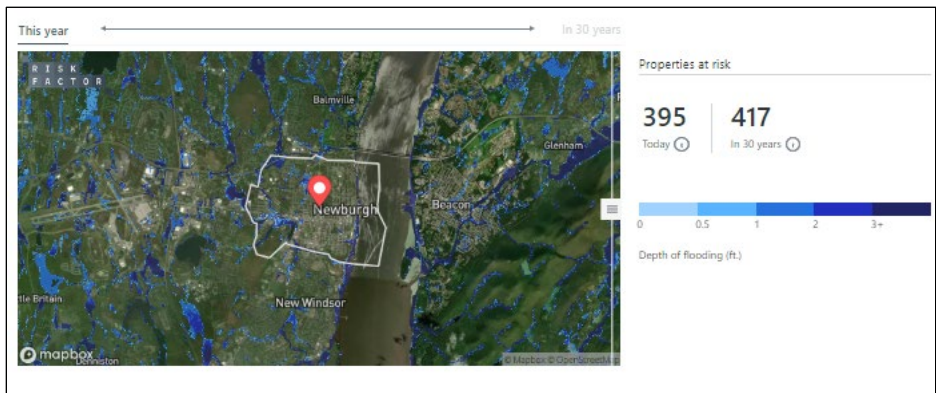 This year
In 30 years
RISK
FACTOR
Balmville
Glenham
Newburgh
Beacon
New Windsor
tle Britain
Denniston
mapbox
© Mapbox © OpenStreetMap
Properties at risk
395
417
Today
In 30 years
0 0.5 1 2 3+
Depth of flooding (ft.)